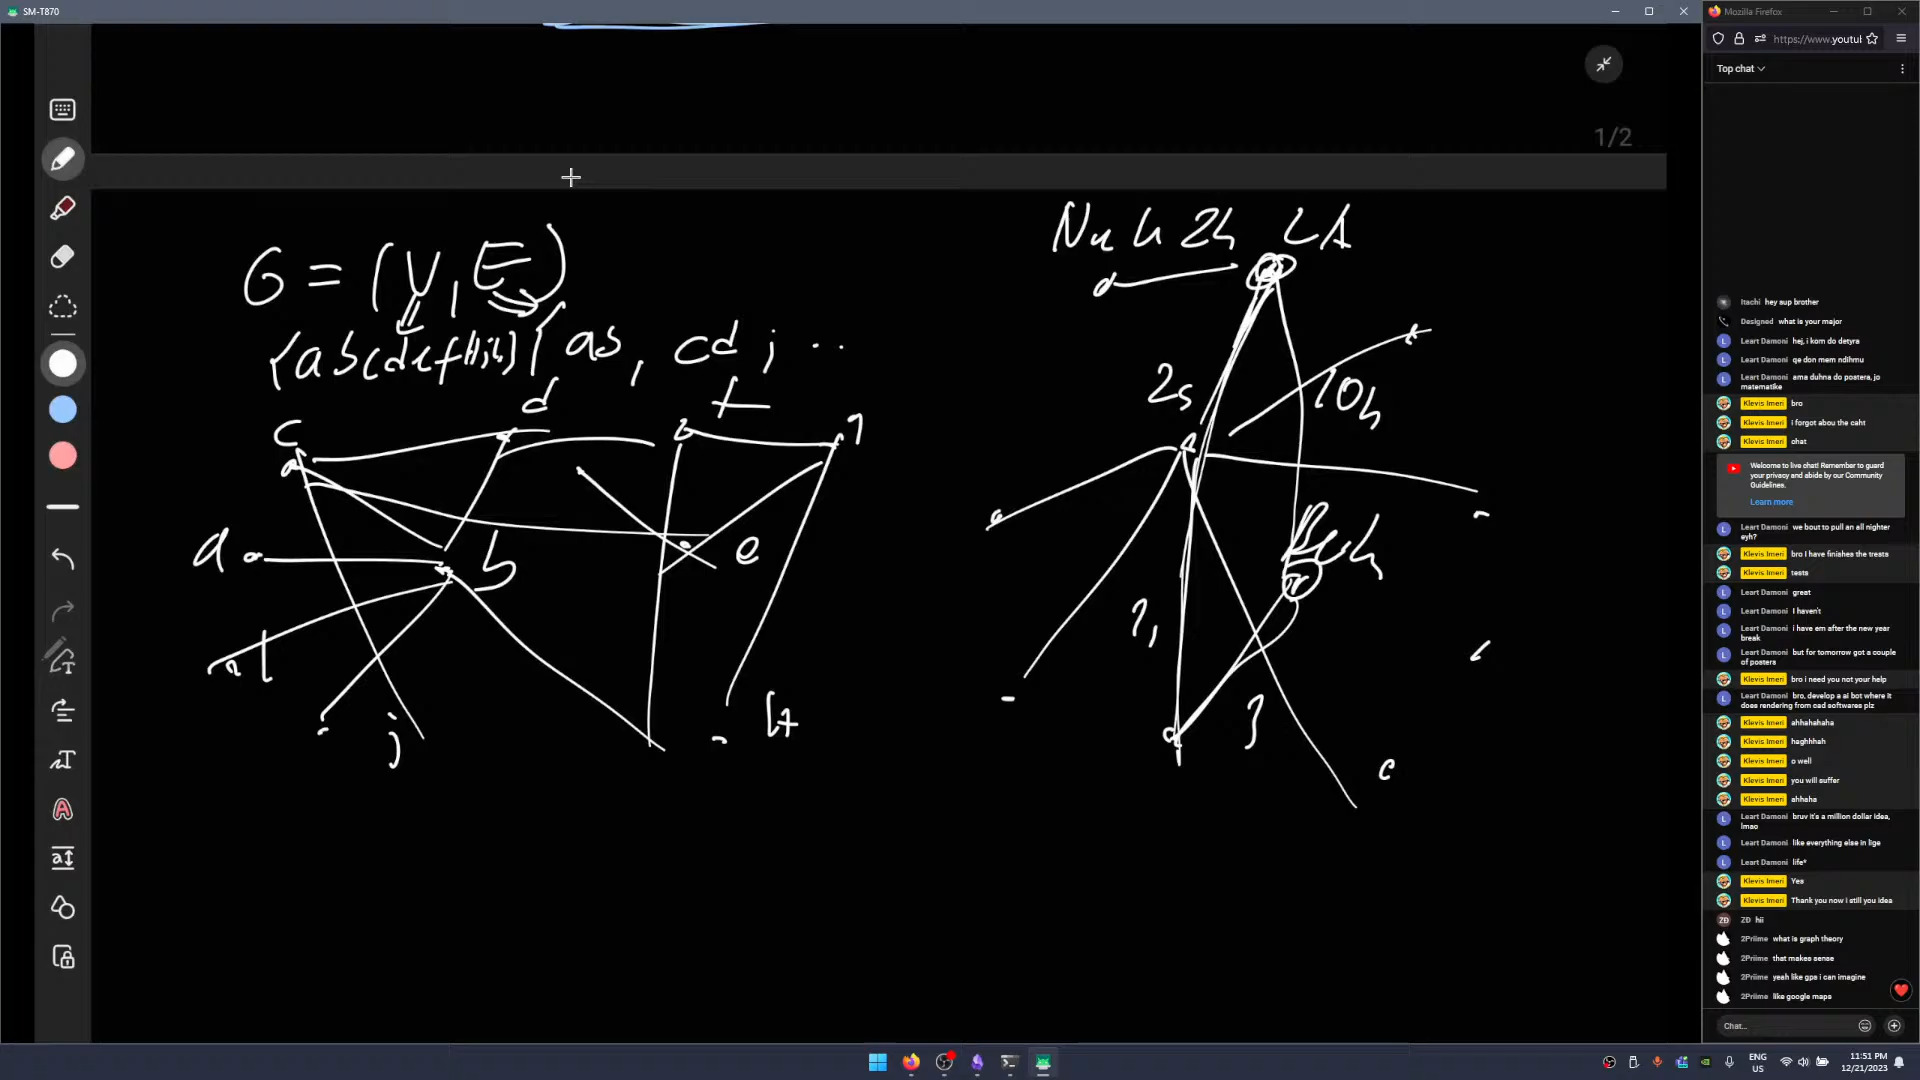 SM-T870
Mozilla Firefox
https://www.youtul
Top chat
1/2
G = (V, E)
as, cd, ...
c
d
a
b
e
j
LA
2s
10h
Itachi hey sup brother
Dasigned what is your major
Leart Damoni hej, i kom do detyra
Leart Damoni qe don mem ndihmu
Leart Damoni ama duhna do postera, jo
matematike
Klevis Imeri bro
Klevis Imeri i forgot abou the caht
Klevis Imeri chat
Welcome to live chat! Remember to guard
your privacy and abide by our Community
Guidelines.
Learn more
Leart Damoni we bout to pull an all nighter
eyh?
Klevis Imeri bro I have finishes the trests
Klevis Imeri tests
Leart Damoni great
Leart Damoni I haven't
Leart Damoni i have em after the new year
break
Leart Damoni but for tomorrow got a couple
of posters
Klevis Imeri bro i need you not your help
Leart Damoni bro, develop a ai bot where it
does rendering from cad softwares plz
Klevis Imeri ahhahahaha
Klevis Imeri haghhhah
Klevis Imeri o well
Klevis Imeri you will suffer
Klevis Imeri ahhaha
Leart Damoni bruv it's a million dollar idea,
lmao
Leart Damoni like everything else in lige
Leart Damoni life*
Klevis Imeri Yes
Klevis Imeri Thank you now i still you idea
ZĐ hii
2Priime what is graph theory
2Priime that makes sense
2Priime yeah like gps i can imagine
2Priime like google maps
Chat...
ENG
US
11:51 PM
12/21/2023